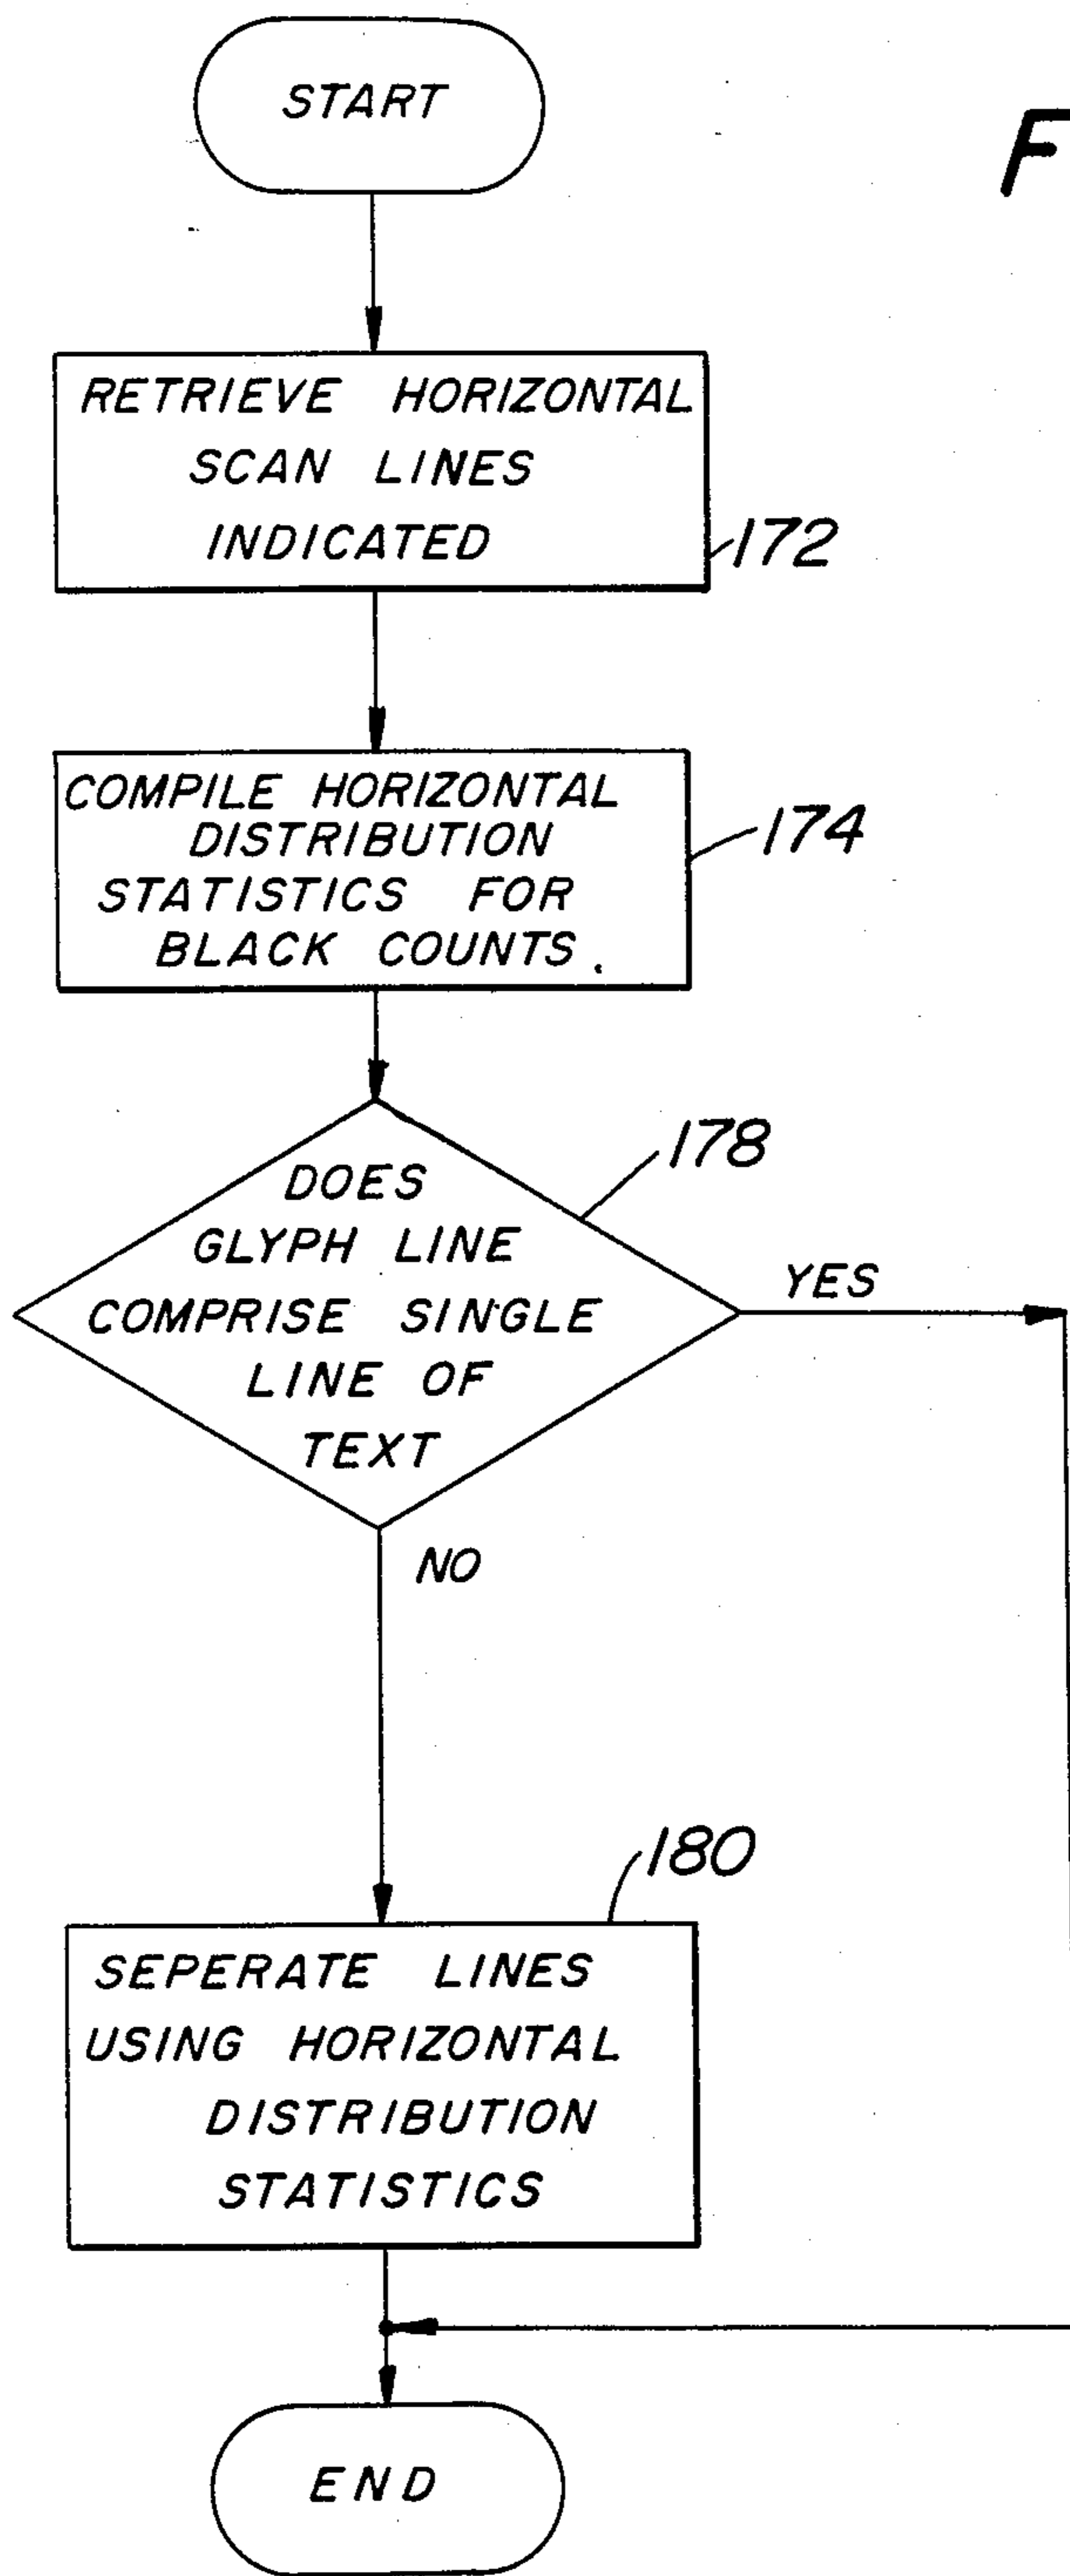 START
F
RETRIEVE HORIZONTAL
SCAN LINES
INDICATED
172
COMPILE HORIZONTAL
DISTRIBUTION
STATISTICS FOR
BLACK COUNTS.
174
178
DOES
GLYPH LINE
COMPRISE SINGLE
LINE OF
TEXT
YES
NO
180
SEPERATE LINES
USING HORIZONTAL
DISTRIBUTION
STATISTICS
END